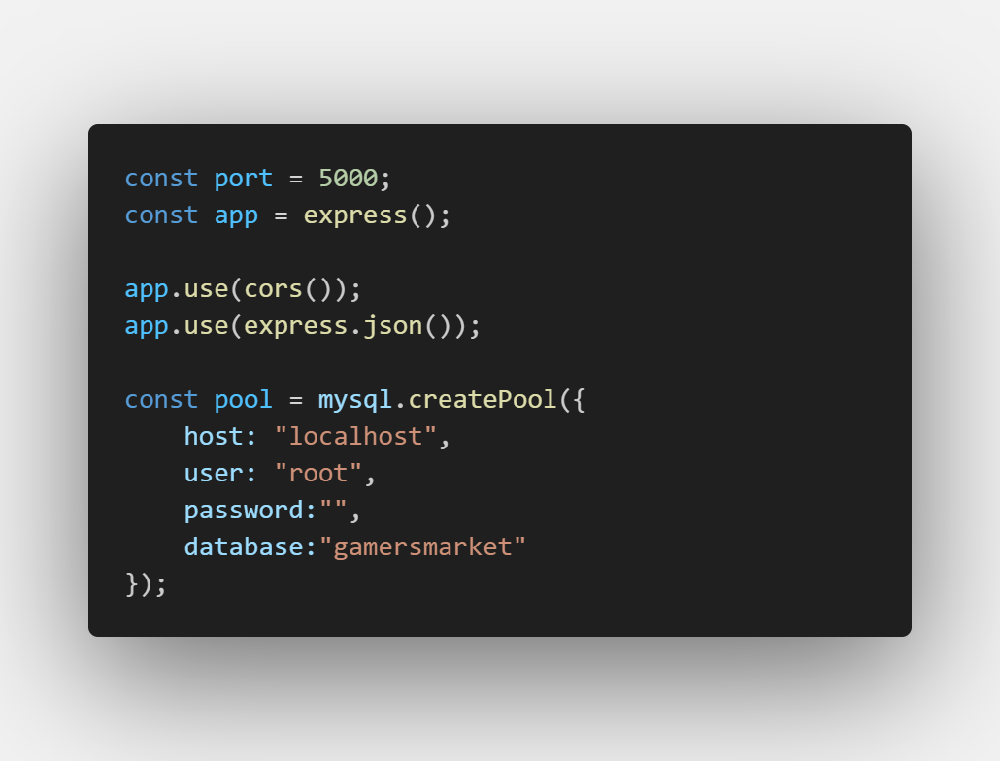 const port = 5000;
const app = express();

app.use(cors());
app.use(express.json());

const pool = mysql.createPool({
    host: "localhost",
    user: "root",
    password:"",
    database:"gamersmarket"
});